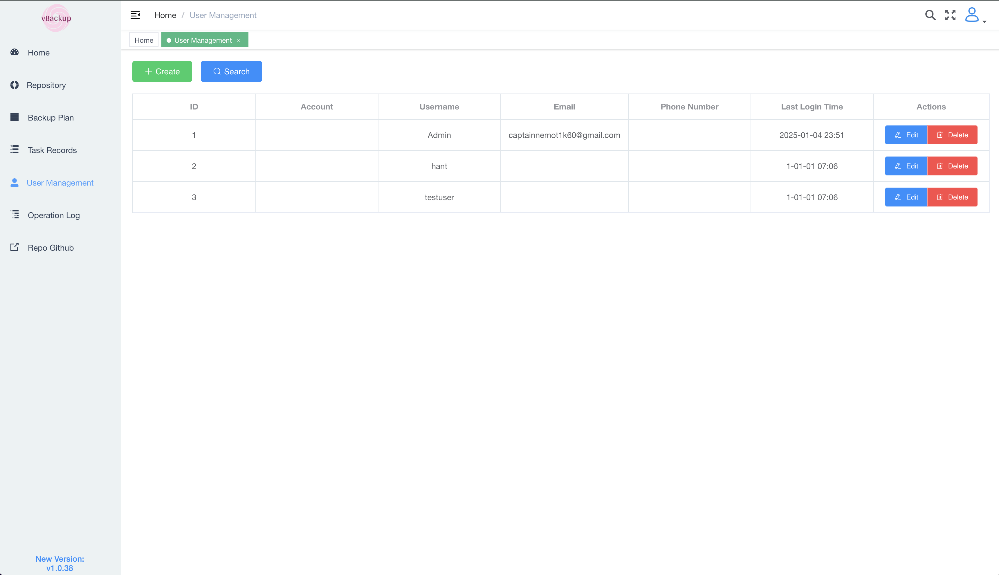 vBackup
Home / User Management
Home
User Management ×
Home
Repository
Backup Plan
Task Records
User Management
Operation Log
Repo Github
New Version:
v1.0.38
Create Search
ID Account Username Email Phone Number Last Login Time Actions
1 Admin captainnemot1k60@gmail.com 2025-01-04 23:51 Edit Delete
2 hant 1-01-01 07:06 Edit Delete
3 testuser 1-01-01 07:06 Edit Delete